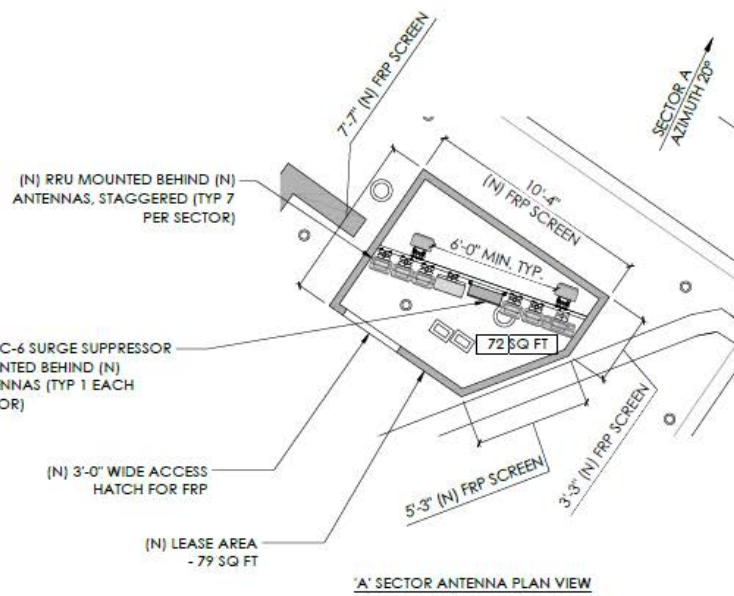 7'-7" (N) FRP SCREEN
SECTOR A
AZIMUTH 20°
(N) RRU MOUNTED BEHIND (N)
ANTENNAS, STAGGERED (TYP 7
PER SECTOR)
10'-4"
(N) FRP SCREEN
6'-0" MIN. TYP.
C-6 SURGE SUPPRESSOR
NTED BEHIND (N)
ENNAS (TYP 1 EACH
OR)
72 SQ FT
(N) 3'-0" WIDE ACCESS
HATCH FOR FRP
5'-3" (N) FRP SCREEN
3'-3" (N) FRP SCREEN
(N) LEASE AREA
- 79 SQ FT
'A' SECTOR ANTENNA PLAN VIEW